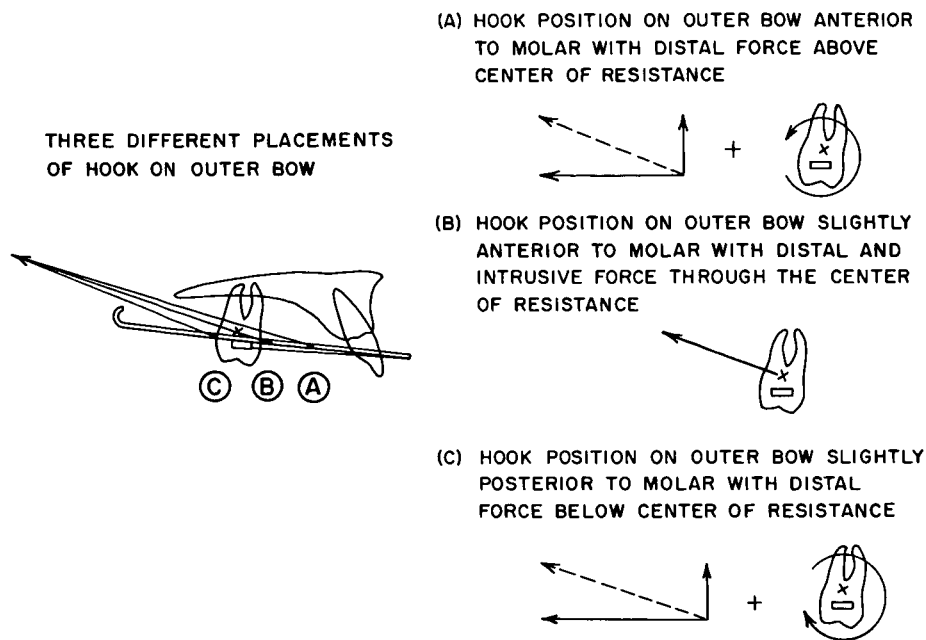 THREE DIFFERENT PLACEMENTS
OF HOOK ON OUTER BOW
C B A
(A) HOOK POSITION ON OUTER BOW ANTERIOR
TO MOLAR WITH DISTAL FORCE ABOVE
CENTER OF RESISTANCE
+
(B) HOOK POSITION ON OUTER BOW SLIGHTLY
ANTERIOR TO MOLAR WITH DISTAL AND
INTRUSIVE FORCE THROUGH THE CENTER
OF RESISTANCE
(C) HOOK POSITION ON OUTER BOW SLIGHTLY
POSTERIOR TO MOLAR WITH DISTAL
FORCE BELOW CENTER OF RESISTANCE
+